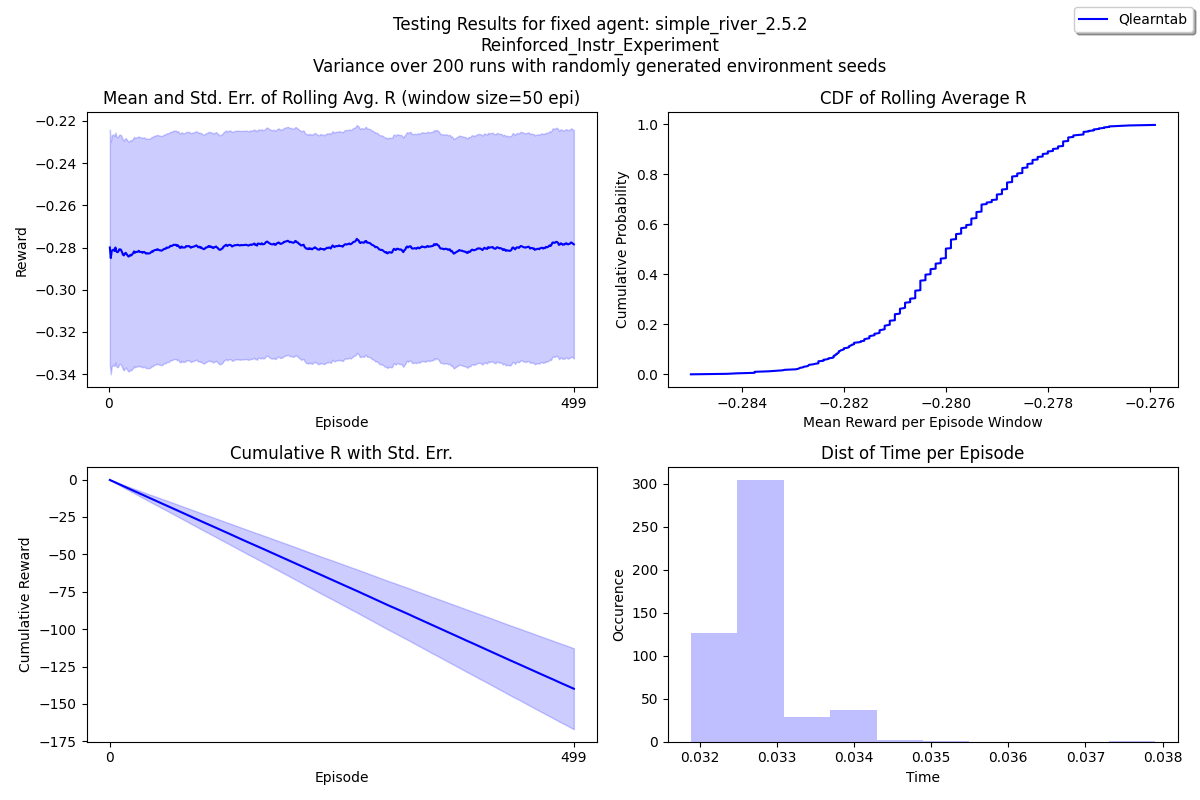 Testing Results for fixed agent: simple_river_2.5.2
Reinforced_Instr_Experiment
Variance over 200 runs with randomly generated environment seeds
Qlearntab
Mean and Std. Err. of Rolling Avg. R (window size=50 epi)
Reward
−0.22
−0.24
−0.26
−0.28
−0.30
−0.32
−0.34
0
499
Episode
CDF of Rolling Average R
Cumulative Probability
1.0
0.8
0.6
0.4
0.2
0.0
−0.284
−0.282
−0.280
−0.278
−0.276
Mean Reward per Episode Window
Cumulative R with Std. Err.
Cumulative Reward
0
−25
−50
−75
−100
−125
−150
−175
0
499
Episode
Dist of Time per Episode
Occurence
300
250
200
150
100
50
0
0.032
0.033
0.034
0.035
0.036
0.037
0.038
Time